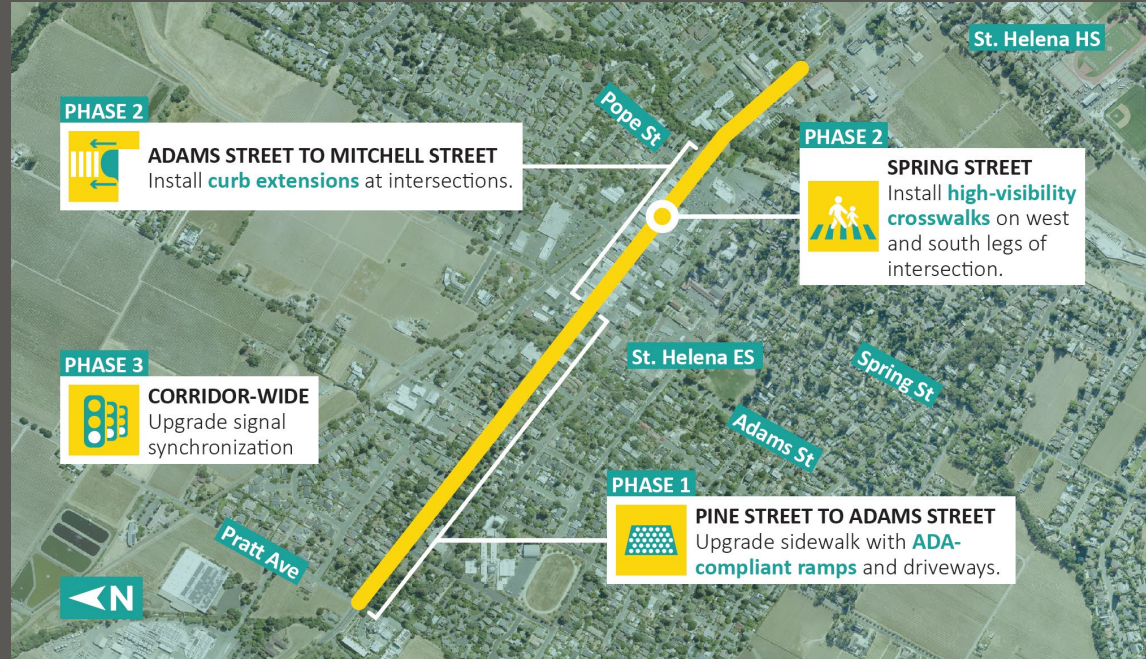 St. Helena HS
PHASE 2
ADAMS STREET TO MITCHELL STREET
Install curb extensions at intersections.
Pope St
PHASE 2
SPRING STREET
Install high-visibility
crosswalks on west
and south legs of
intersection.
PHASE 3
CORRIDOR-WIDE
Upgrade signal
synchronization
St. Helena ES
Spring St
Adams St
PHASE 1
PINE STREET TO ADAMS STREET
Upgrade sidewalk with ADA-
compliant ramps and driveways.
Pratt Ave
N